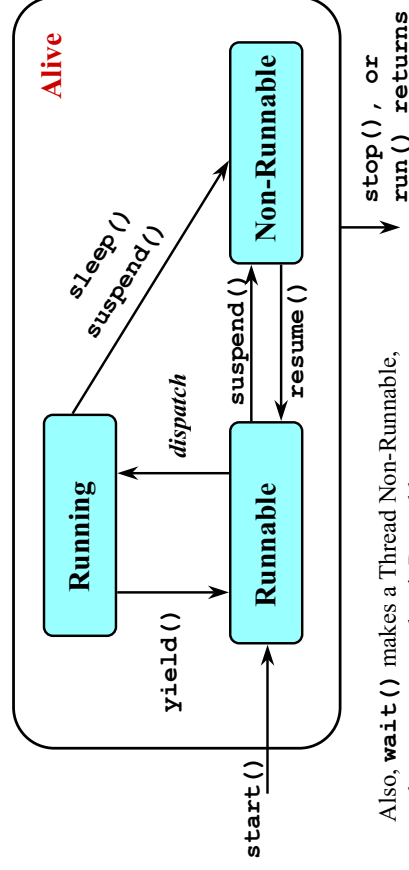 Alive
sleep()
suspend()
Running
dispatch
yield()
suspend()
Non-Runnable
Runnable
resume()
start()
stop(), or
run() returns
Also, wait() makes a Thread Non-Runnable,